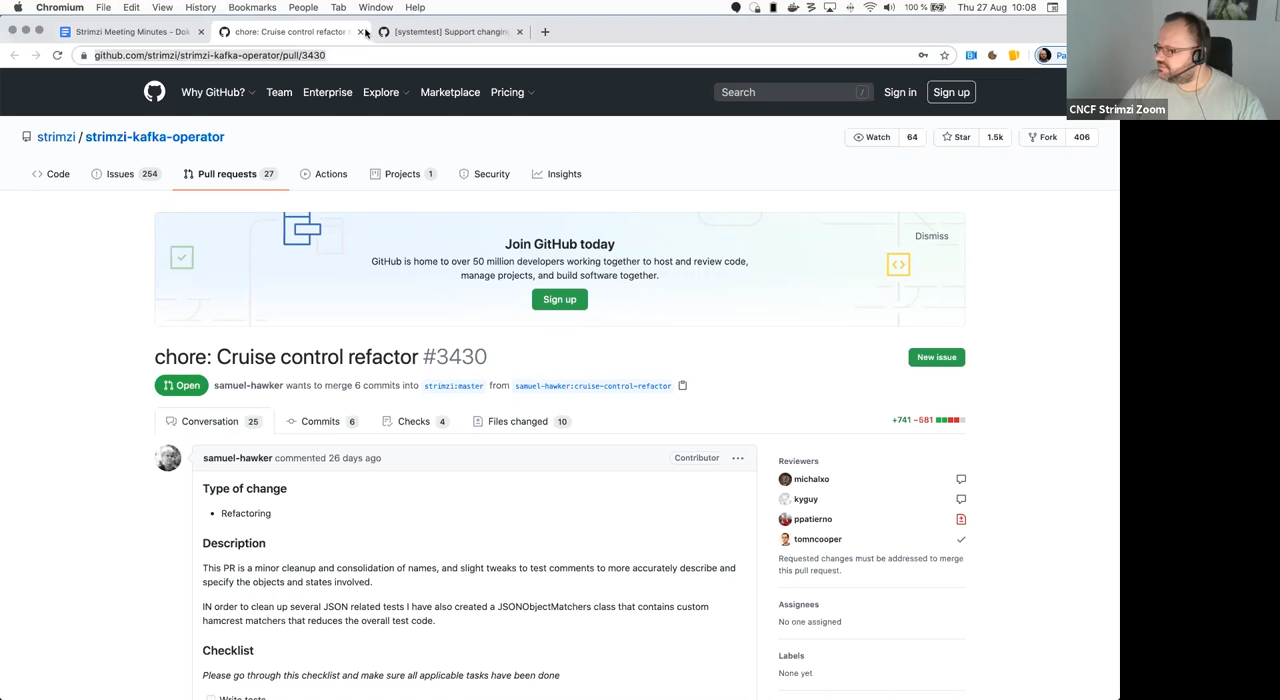 Chromium File Edit View History Bookmarks People Tab Window Help 100 % Thu 27 Aug 10:08
Strimzi Meeting Minutes - Dok chore: Cruise control refactor [systemtest] Support changin
github.com/strimzi/strimzi-kafka-operator/pull/3430 Pa
CNCF Strimzi Zoom
Why GitHub? Team Enterprise Explore Marketplace Pricing Search / Sign in Sign up
strimzi / strimzi-kafka-operator Watch 64 Star 1.5k Fork 406
Code Issues 254 Pull requests 27 Actions Projects 1 Security Insights
Dismiss
Join GitHub today
GitHub is home to over 50 million developers working together to host and review code,
manage projects, and build software together.
Sign up
chore: Cruise control refactor #3430 New issue
Open samuel-hawker wants to merge 6 commits into strimzi:master from samuel-hawker:cruise-control-refactor
Conversation 25 Commits 6 Checks 4 Files changed 10 +741 −581
samuel-hawker commented 26 days ago Contributor ...
Type of change
• Refactoring
Description
This PR is a minor cleanup and consolidation of names, and slight tweaks to test comments to more accurately describe and
specify the objects and states involved.
IN order to clean up several JSON related tests I have also created a JSONObjectMatchers class that contains custom
hamcrest matchers that reduces the overall test code.
Checklist
Please go through this checklist and make sure all applicable tasks have been done
Write tests
Reviewers
michalxo
kyguy
ppatierno
tomncooper
Requested changes must be addressed to merge
this pull request.
Assignees
No one assigned
Labels
None yet